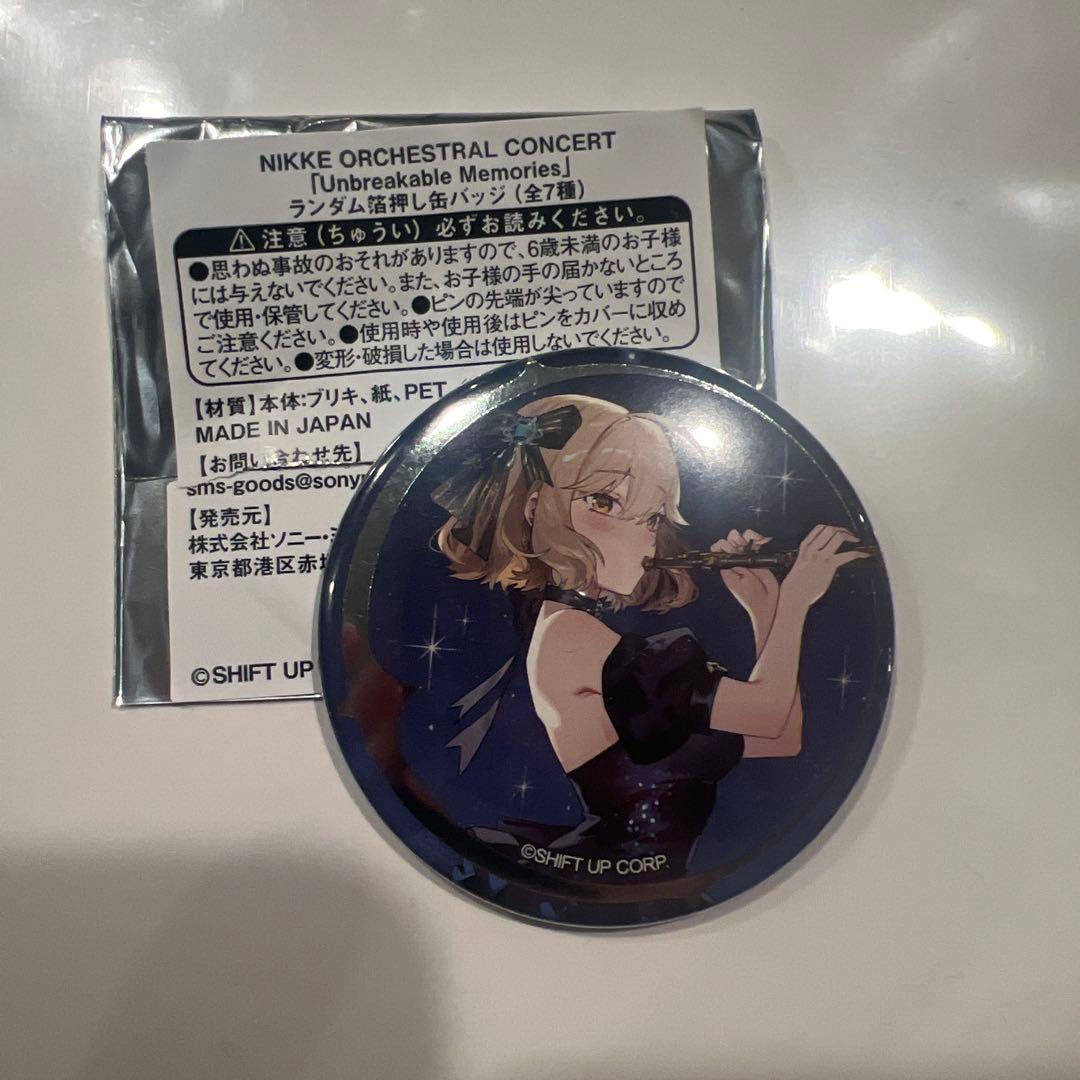 NIKKE ORCHESTRAL CONCERT
「Unbreakable Memories」
ランダム箔押し缶バッジ（全7種）
⚠ 注意（ちゅうい）必ずお読みください。
●思わぬ事故のおそれがありますので、6歳未満のお子様
には与えないでください。また、お子様の手の届かないところ
で使用・保管してください。●ピンの先端が尖っていますので
ご注意ください。●使用時や使用後はピンをカバーに収め
てください。●変形・破損した場合は使用しないでください。
【材質】本体：ブリキ、紙、PET
MADE IN JAPAN
【お問い合わせ先】
sms-goods@sony
【発売元】
株式会社ソニー・
東京都港区赤
©SHIFT UP
©SHIFT UP CORP.